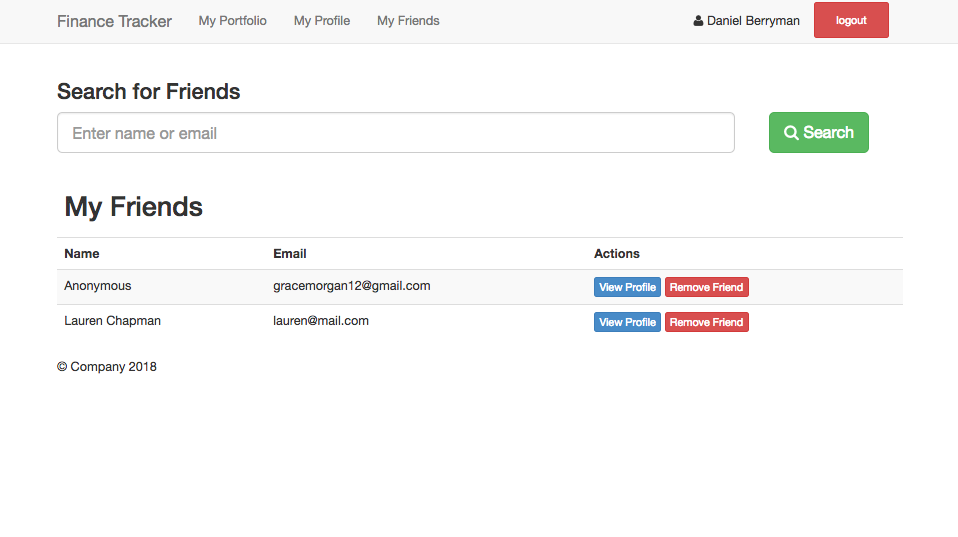 Finance Tracker My Portfolio My Profile My Friends Daniel Berryman logout
Search for Friends
Enter name or email Search
My Friends
Name Email Actions
Anonymous gracemorgan12@gmail.com View Profile Remove Friend
Lauren Chapman lauren@mail.com View Profile Remove Friend
© Company 2018